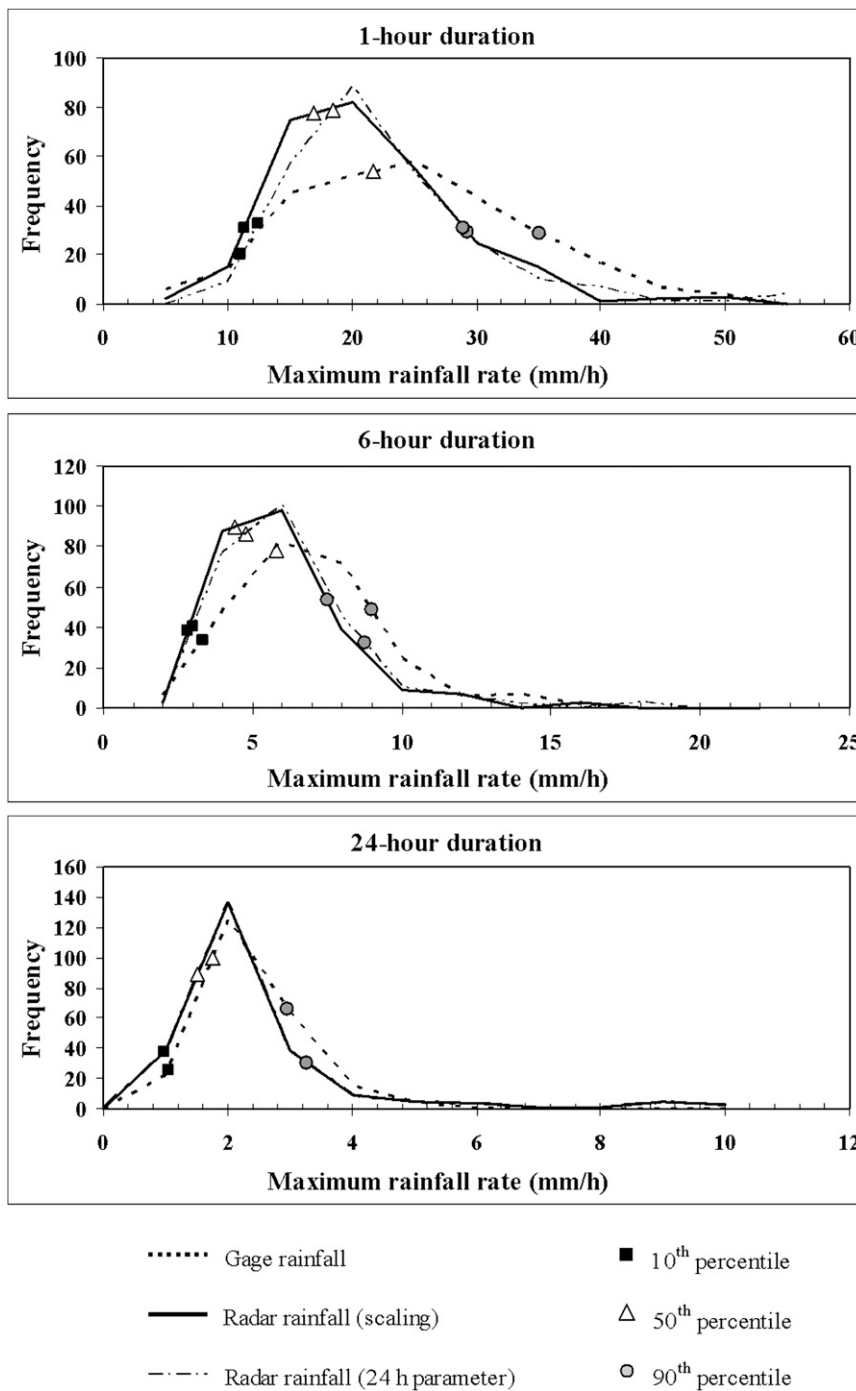 1-hour duration
100
80
60
40
20
0
Frequency
0 10 20 30 40 50 60
Maximum rainfall rate (mm/h)
6-hour duration
120
100
80
60
40
20
0
Frequency
0 5 10 15 20 25
Maximum rainfall rate (mm/h)
24-hour duration
160
140
120
100
80
60
40
20
0
Frequency
0 2 4 6 8 10 12
Maximum rainfall rate (mm/h)
Gage rainfall 10th percentile
Radar rainfall (scaling) 50th percentile
Radar rainfall (24 h parameter) 90th percentile